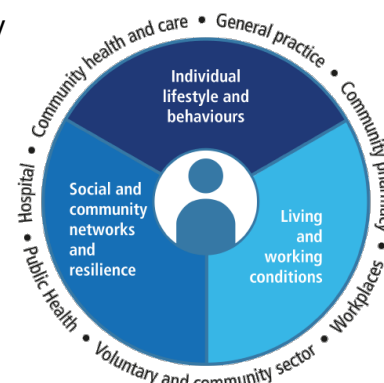 Community health and care • General practice • Community pharmacy • Workplaces • Voluntary and community sector • Public Health • Hospital •
Individual
lifestyle and
behaviours
Social and
community
networks
and
resilience
Living
and
working
conditions